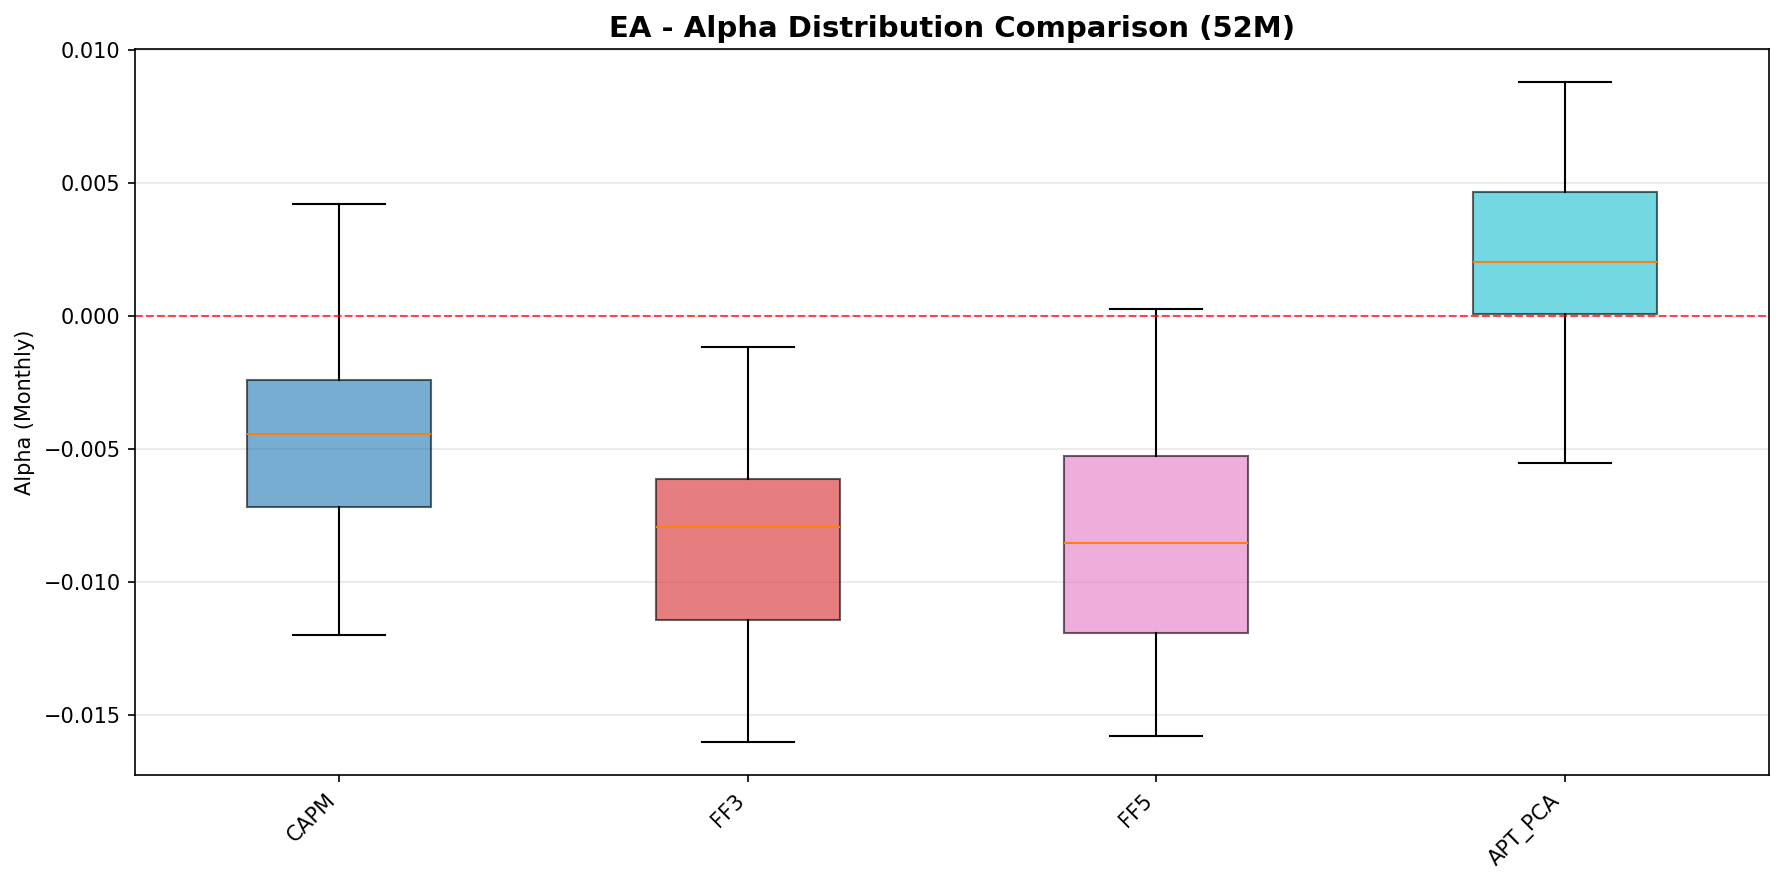 EA - Alpha Distribution Comparison (52M)
Alpha (Monthly)
0.010
0.005
0.000
−0.005
−0.010
−0.015
CAPM
FF3
FF5
APT_PCA